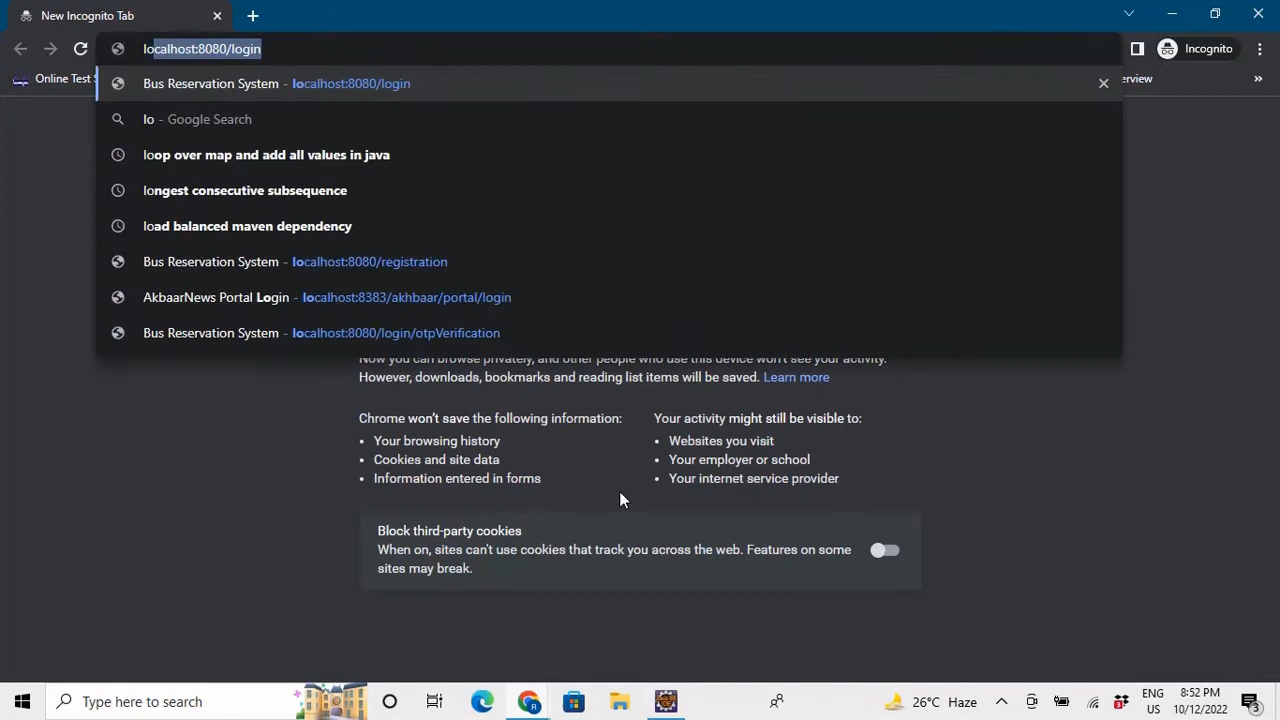 New Incognito Tab
localhost:8080/login
Incognito
Online Test S
erview
»
Bus Reservation System - localhost:8080/login
lo - Google Search
loop over map and add all values in java
longest consecutive subsequence
load balanced maven dependency
Bus Reservation System - localhost:8080/registration
AkbaarNews Portal Login - localhost:8383/akhbaar/portal/login
Bus Reservation System - localhost:8080/login/otpVerification
Now you can browse privately, and other people who use this device won't see your activity.
However, downloads, bookmarks and reading list items will be saved. Learn more
Chrome won't save the following information:
• Your browsing history
• Cookies and site data
• Information entered in forms
Your activity might still be visible to:
• Websites you visit
• Your employer or school
• Your internet service provider
Block third-party cookies
When on, sites can't use cookies that track you across the web. Features on some
sites may break.
Type here to search
26°C Haze
ENG
US
8:52 PM
10/12/2022
3